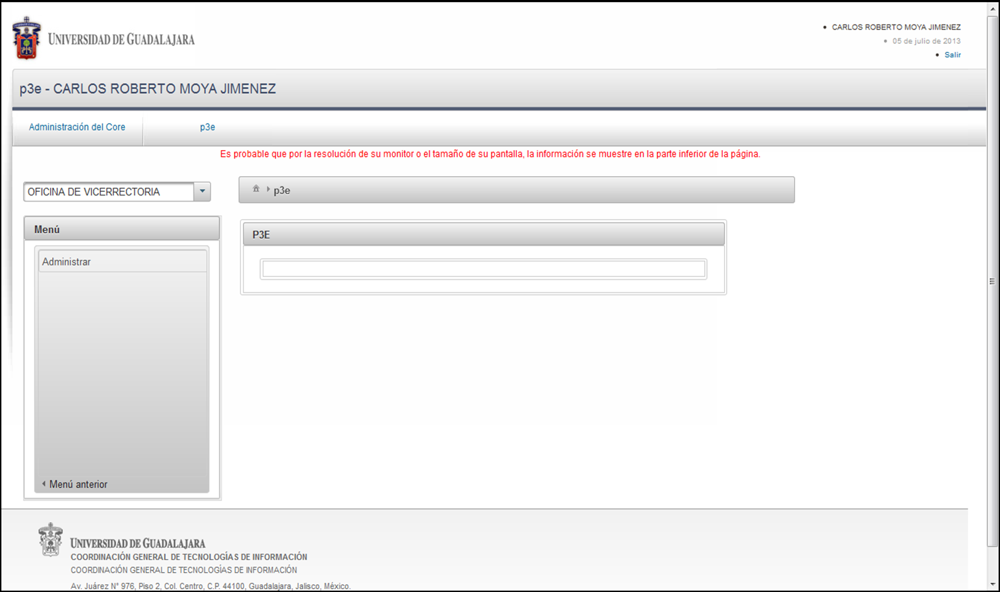 UNIVERSIDAD DE GUADALAJARA
CARLOS ROBERTO MOYA JIMENEZ
05 de julio de 2013
Salir
p3e - CARLOS ROBERTO MOYA JIMENEZ
Administración del Core p3e
Es probable que por la resolución de su monitor o el tamaño de su pantalla, la información se muestre en la parte inferior de la página.
OFICINA DE VICERRECTORIA
p3e
Menú
P3E
Administrar
Menú anterior
UNIVERSIDAD DE GUADALAJARA
COORDINACIÓN GENERAL DE TECNOLOGÍAS DE INFORMACIÓN
COORDINACIÓN GENERAL DE TECNOLOGÍAS DE INFORMACIÓN
Av. Juárez N° 976, Piso 2, Col. Centro, C.P. 44100, Guadalajara, Jalisco, México.